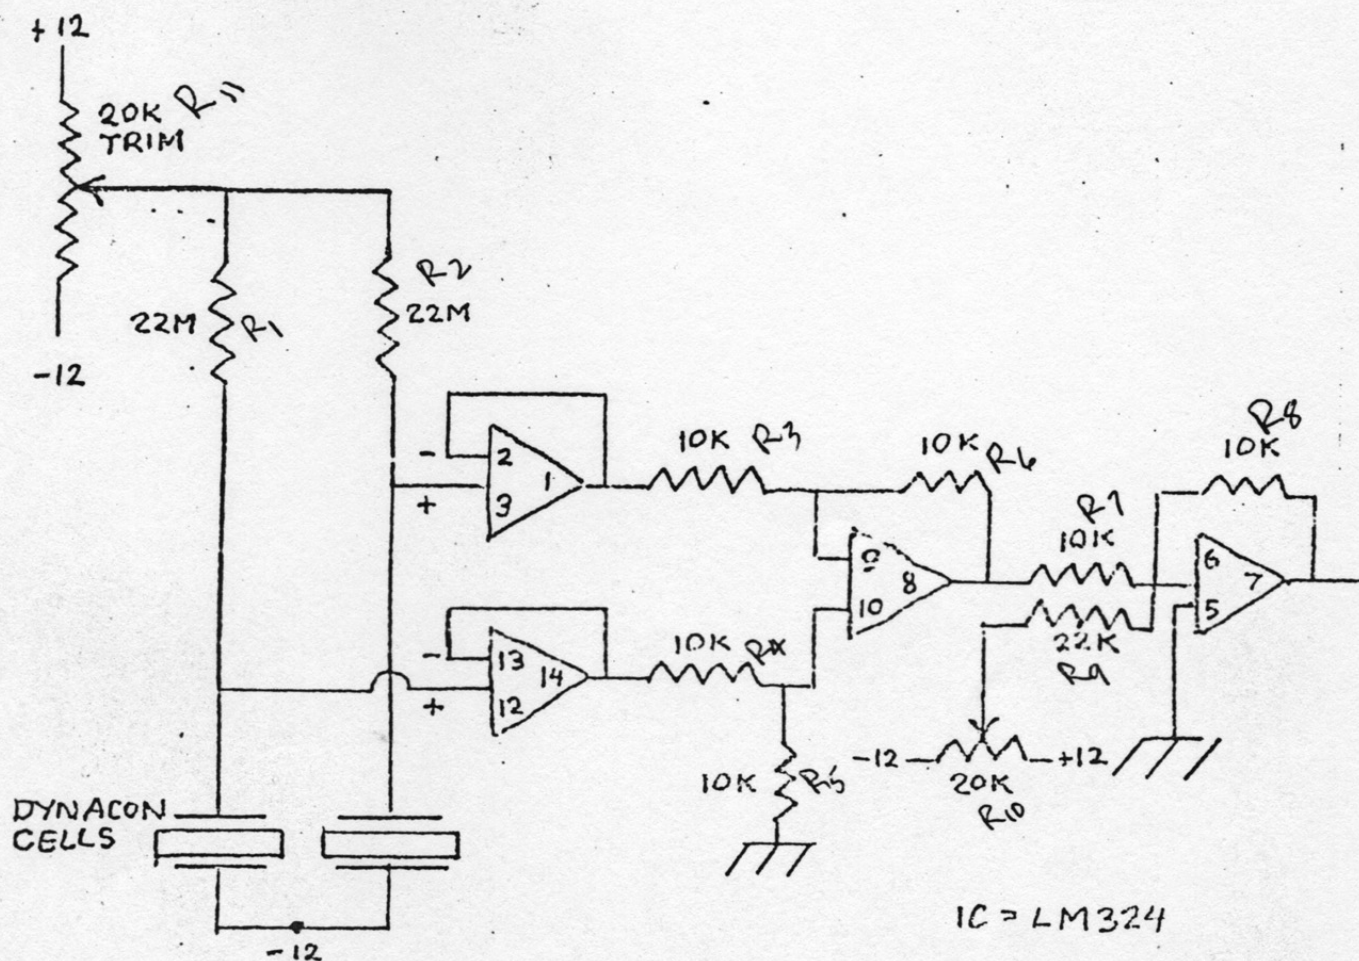 +12
20K R11
TRIM
-12
22M R1
R2
22M
-
2
1
+
3
10K R3
10K R6
R8
10K
R7
10K
9
8
10
6
7
5
22K
R9
-
13
14
+
12
10K R4
10K R5
-12
+12
20K
R10
DYNACON
CELLS
-12
IC = LM324